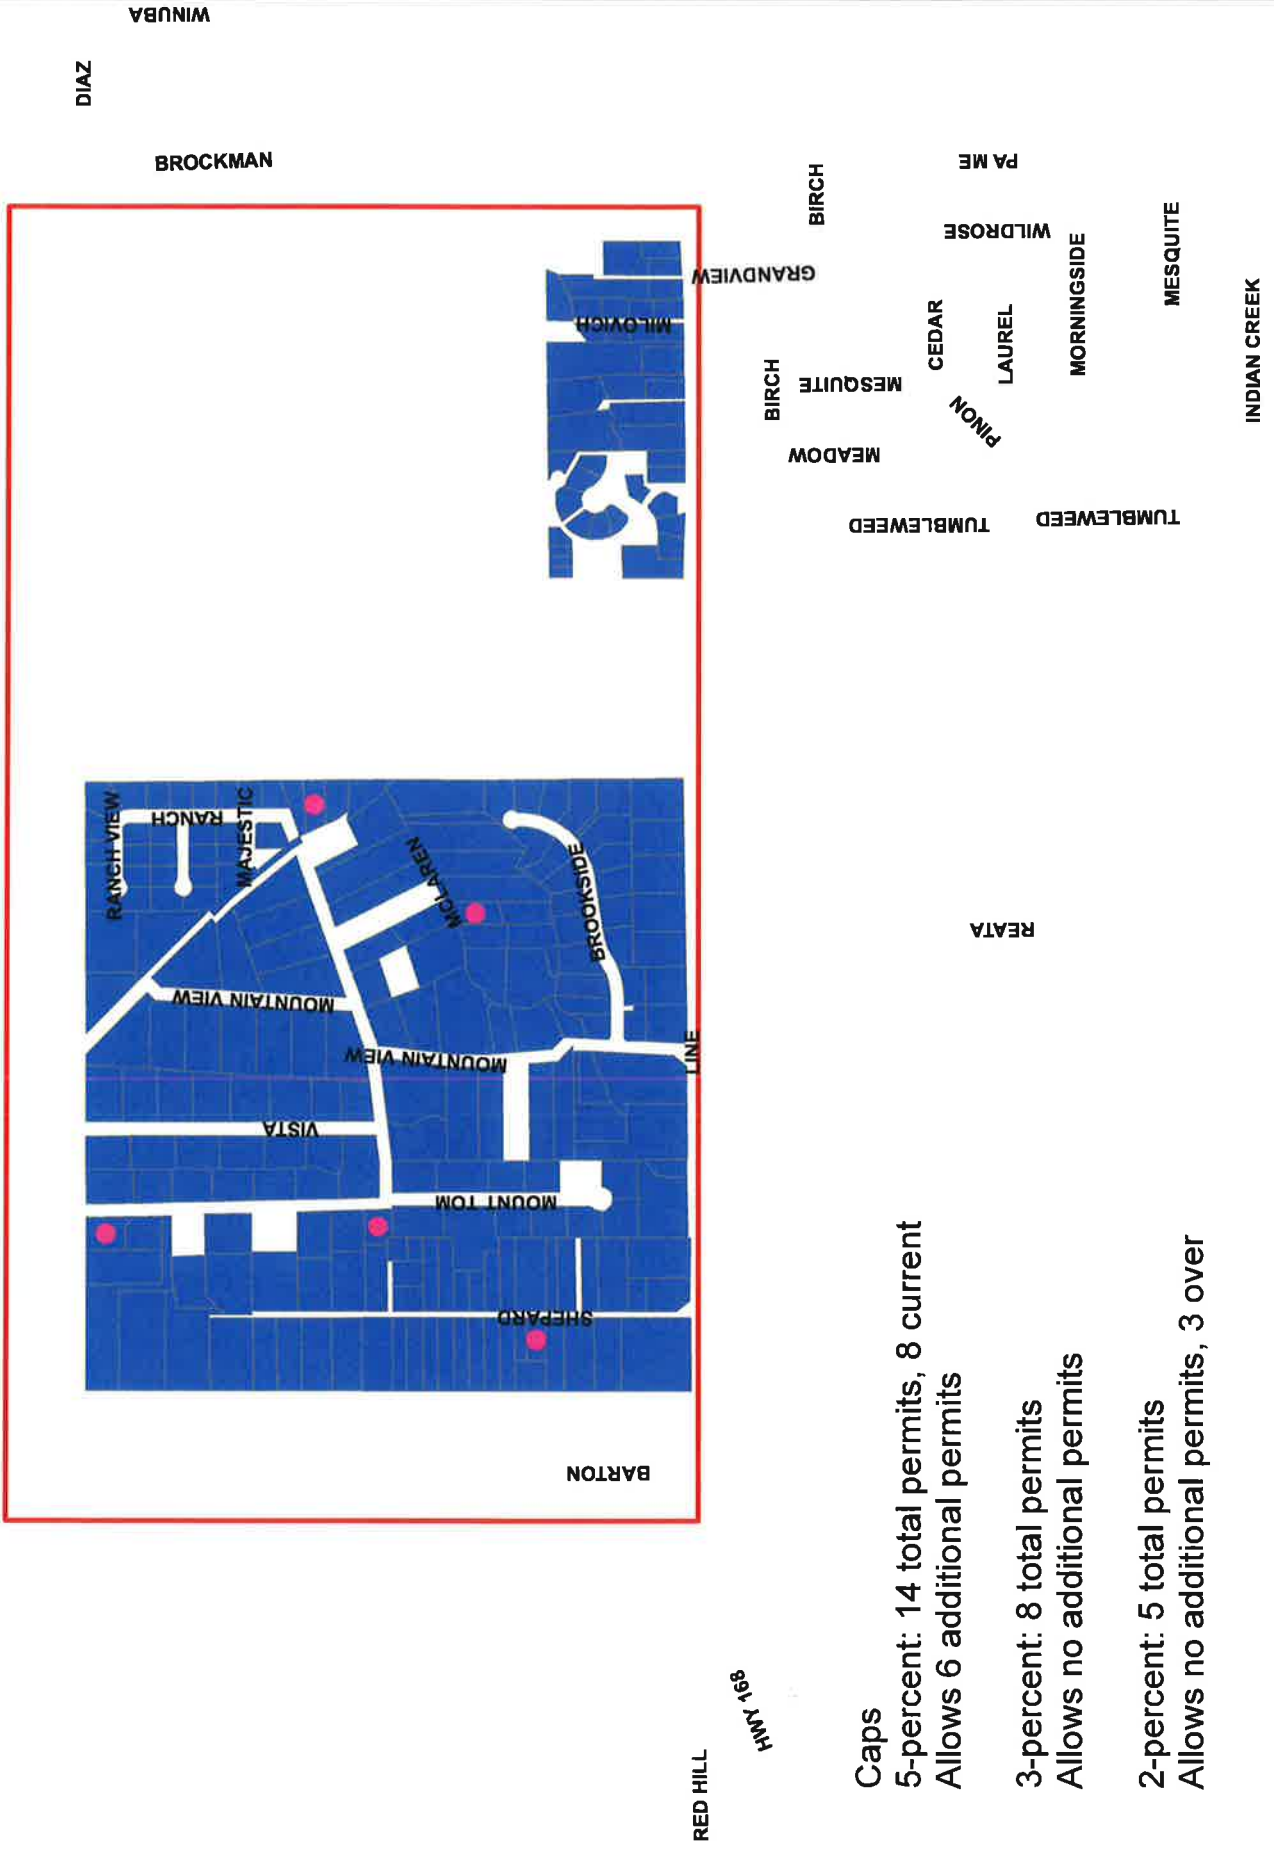 WINUBA
DIAZ
BROCKMAN
BIRCH
PA ME
WILDROSE
GRANDVIEW
MORNINGSIDE
MESQUITE
MILOVICH
CEDAR
LAUREL
INDIAN CREEK
BIRCH
MESQUITE
PINON
MEADOW
TUMBLEWEED
TUMBLEWEED
RANCH VIEW
RANCH
MAJESTIC
MCLAREN
BROOKSIDE
REATA
MOUNTAIN VIEW
MOUNTAIN VIEW
LINE
VISTA
MOUNT TOM
SHEPARD
BARTON
HWY 168
RED HILL
Caps
5-percent: 14 total permits, 8 current
Allows 6 additional permits
3-percent: 8 total permits
Allows no additional permits
2-percent: 5 total permits
Allows no additional permits, 3 over